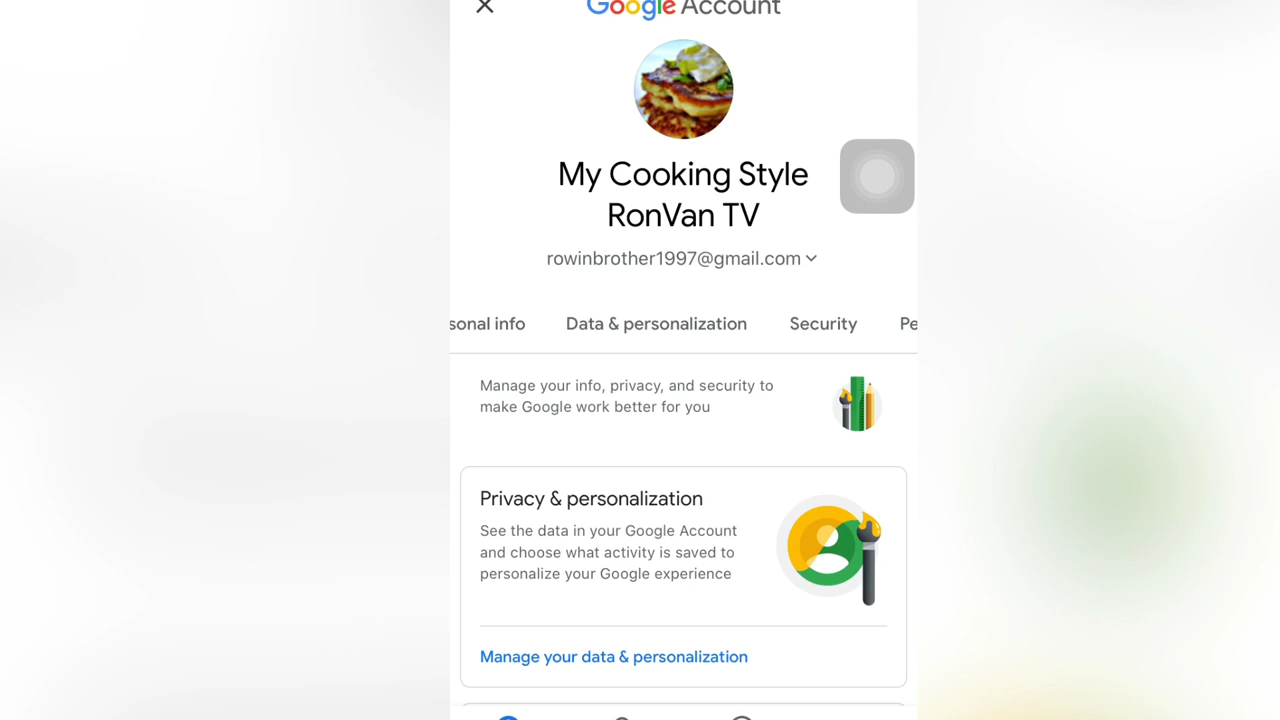 Google Account
My Cooking Style
RonVan TV
rowinbrother1997@gmail.com
sonal info Data & personalization Security Pe
Manage your info, privacy, and security to
make Google work better for you
Privacy & personalization
See the data in your Google Account
and choose what activity is saved to
personalize your Google experience
Manage your data & personalization